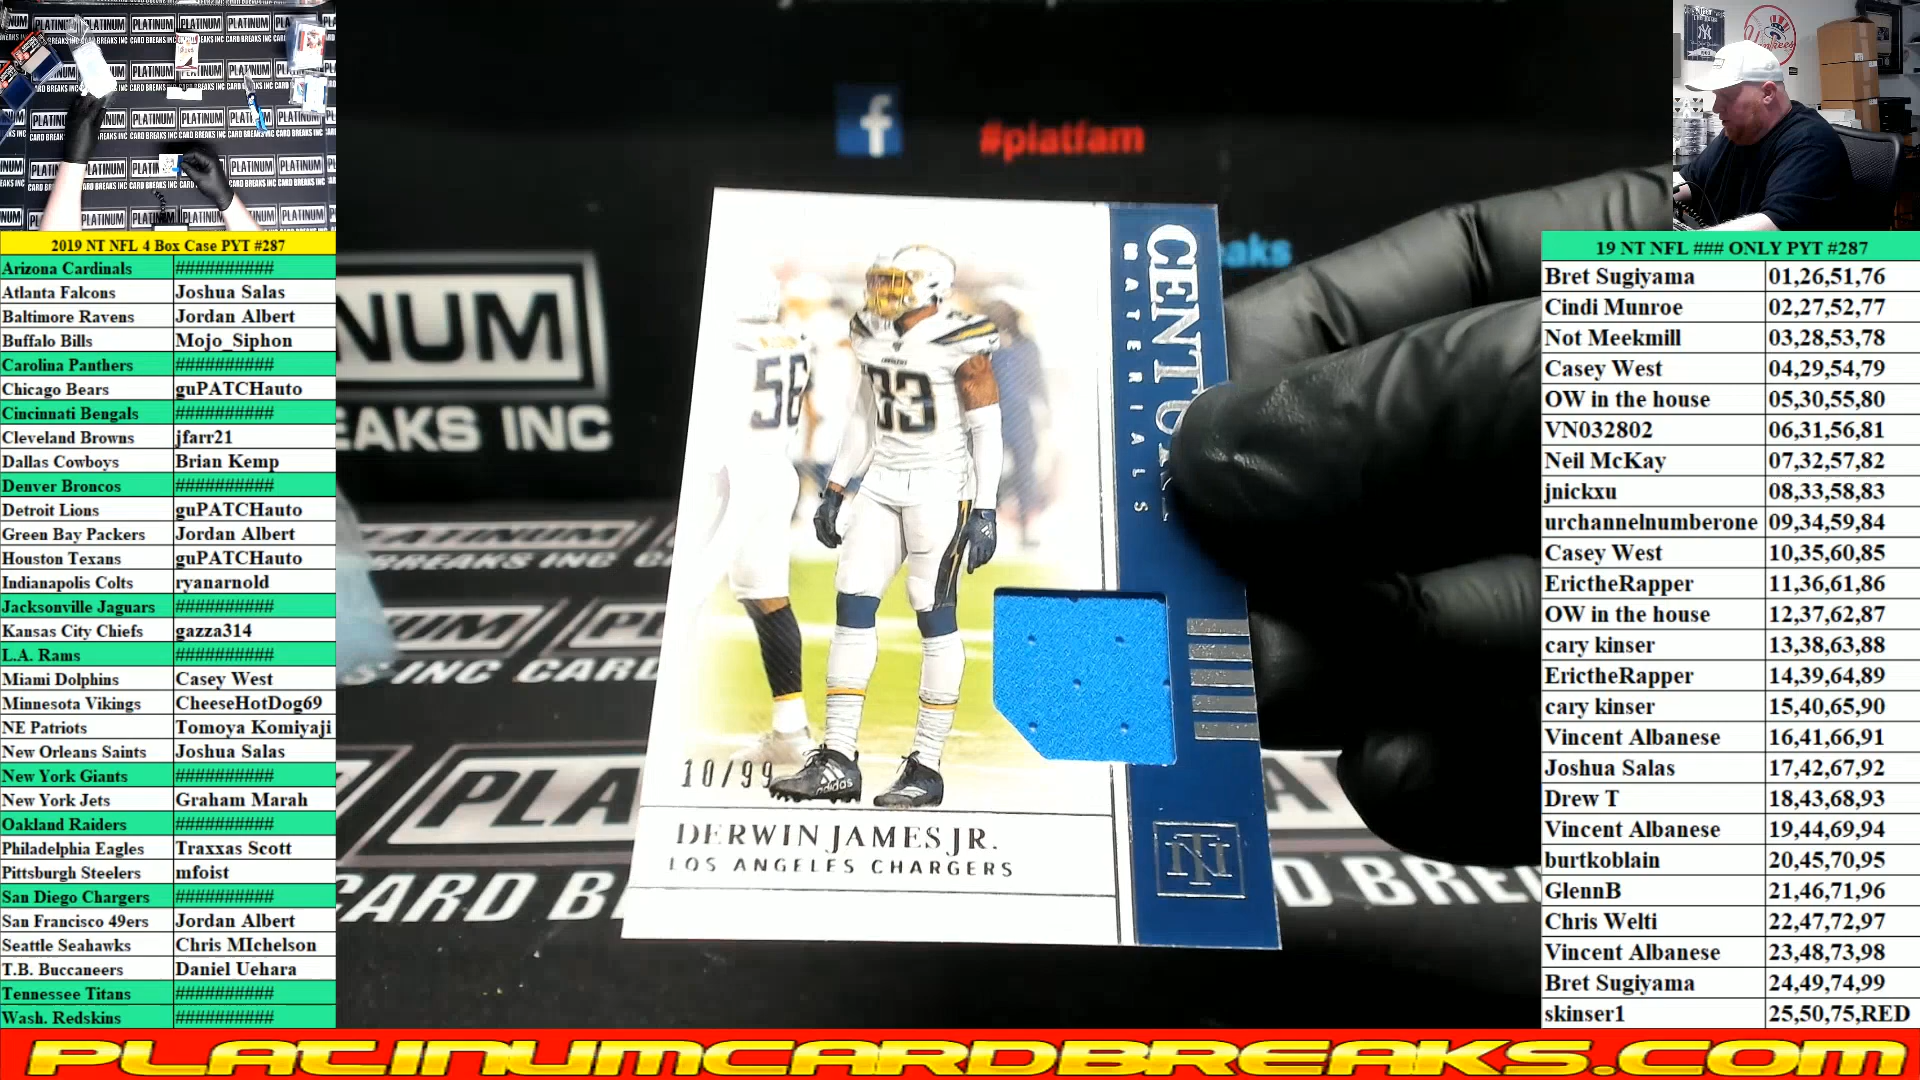 2019 NT NFL 4 Box Case PYT #287
Arizona Cardinals ##########
Atlanta Falcons Joshua Salas
Baltimore Ravens Jordan Albert
Buffalo Bills Mojo_Siphon
Carolina Panthers ##########
Chicago Bears guPATCHauto
Cincinnati Bengals ##########
Cleveland Browns jfarr21
Dallas Cowboys Brian Kemp
Denver Broncos ##########
Detroit Lions guPATCHauto
Green Bay Packers Jordan Albert
Houston Texans guPATCHauto
Indianapolis Colts ryanarnold
Jacksonville Jaguars ##########
Kansas City Chiefs gazza314
L.A. Rams ##########
Miami Dolphins Casey West
Minnesota Vikings CheeseHotDog69
NE Patriots Tomoya Komiyaji
New Orleans Saints Joshua Salas
New York Giants ##########
New York Jets Graham Marah
Oakland Raiders ##########
Philadelphia Eagles Traxxas Scott
Pittsburgh Steelers mfoist
San Diego Chargers ##########
San Francisco 49ers Jordan Albert
Seattle Seahawks Chris MIchelson
T.B. Buccaneers Daniel Uehara
Tennessee Titans ##########
Wash. Redskins ##########
f #platfam
CENTURY
MATERIALS
56
33
10/99
adidas
DERWIN JAMES JR.
LOS ANGELES CHARGERS
NT
19 NT NFL ### ONLY PYT #287
Bret Sugiyama 01,26,51,76
Cindi Munroe 02,27,52,77
Not Meekmill 03,28,53,78
Casey West 04,29,54,79
OW in the house 05,30,55,80
VN032802 06,31,56,81
Neil McKay 07,32,57,82
jnickxu 08,33,58,83
urchannelnumberone 09,34,59,84
Casey West 10,35,60,85
EricTheRapper 11,36,61,86
OW in the house 12,37,62,87
cary kinser 13,38,63,88
EricTheRapper 14,39,64,89
cary kinser 15,40,65,90
Vincent Albanese 16,41,66,91
Joshua Salas 17,42,67,92
Drew T 18,43,68,93
Vincent Albanese 19,44,69,94
burtkoblain 20,45,70,95
GlennB 21,46,71,96
Chris Welti 22,47,72,97
Vincent Albanese 23,48,73,98
Bret Sugiyama 24,49,74,99
skinser1 25,50,75,RED
PLATINUMCARDBREAKS.COM